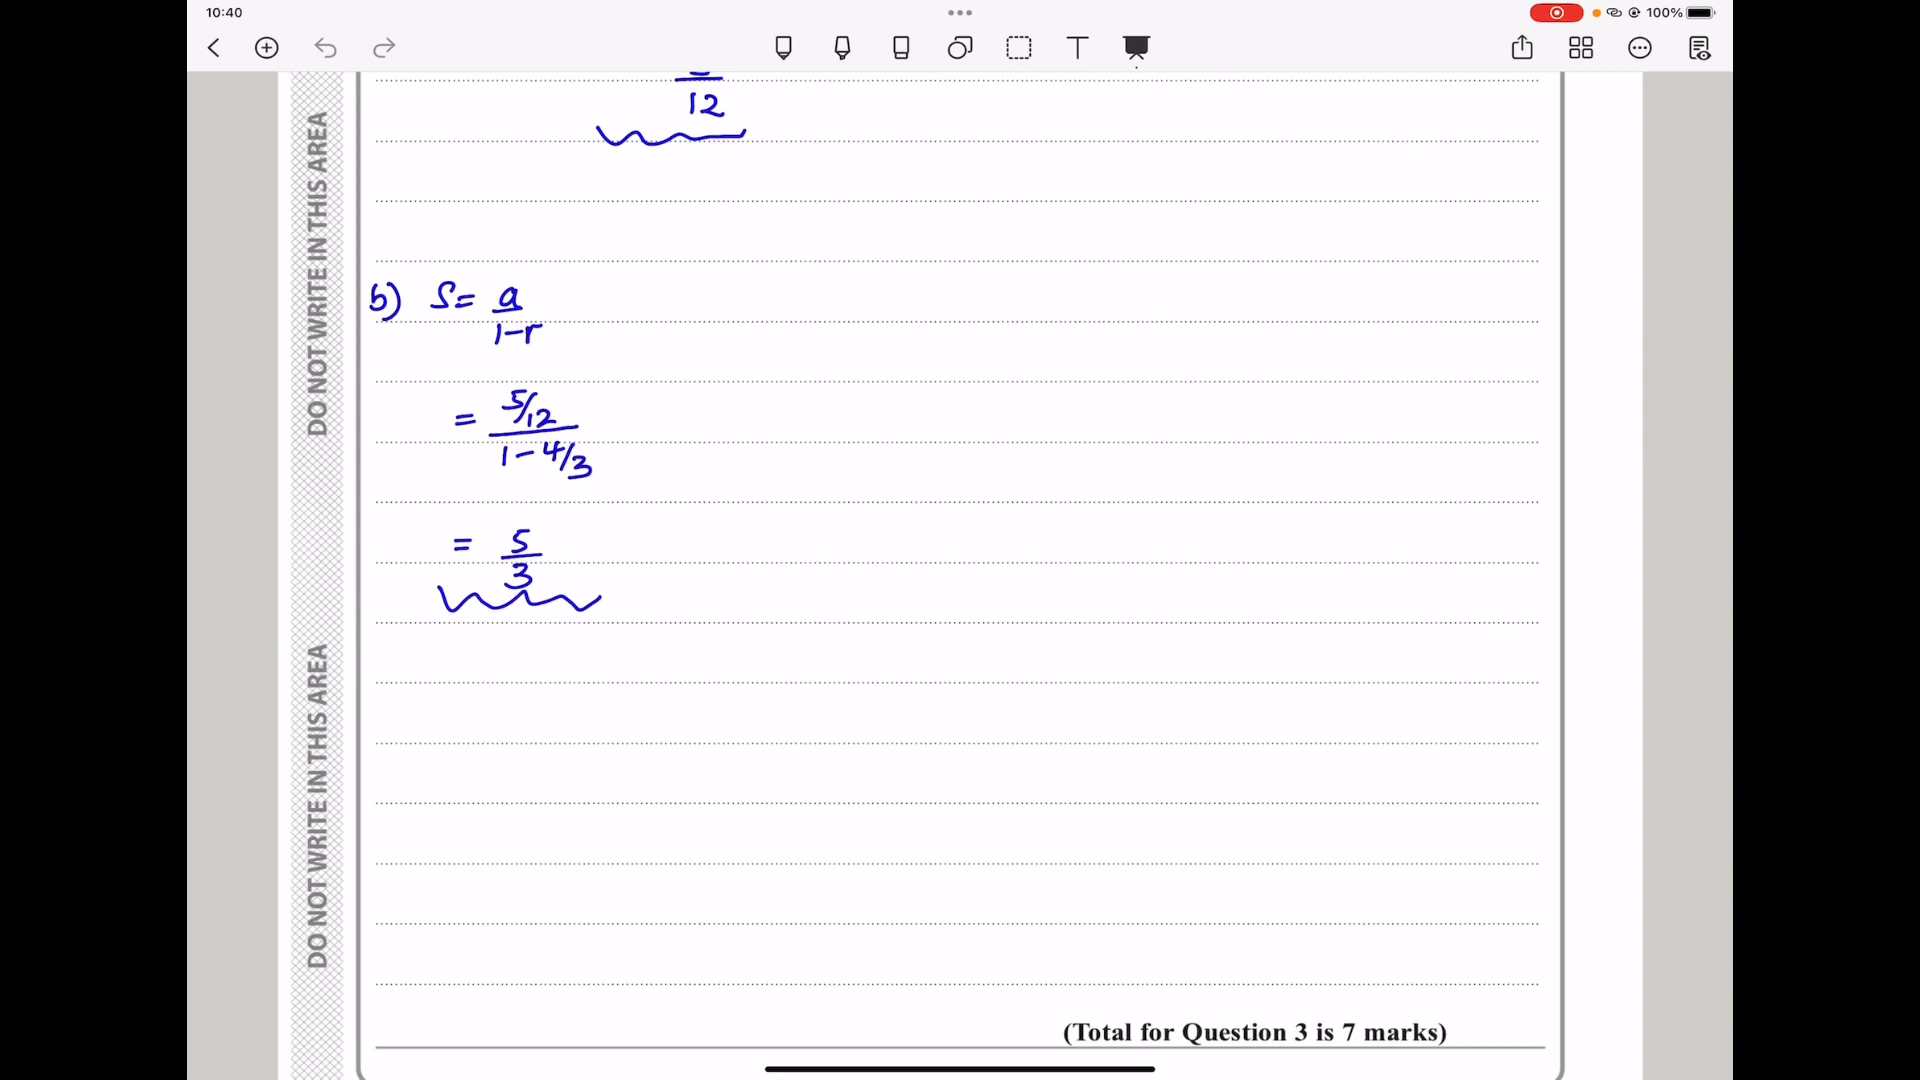 10:40
100%
12
b) S = a
1-r
= 5/12
1 - 4/3
= 5
3
DO NOT WRITE IN THIS AREA
DO NOT WRITE IN THIS AREA
(Total for Question 3 is 7 marks)